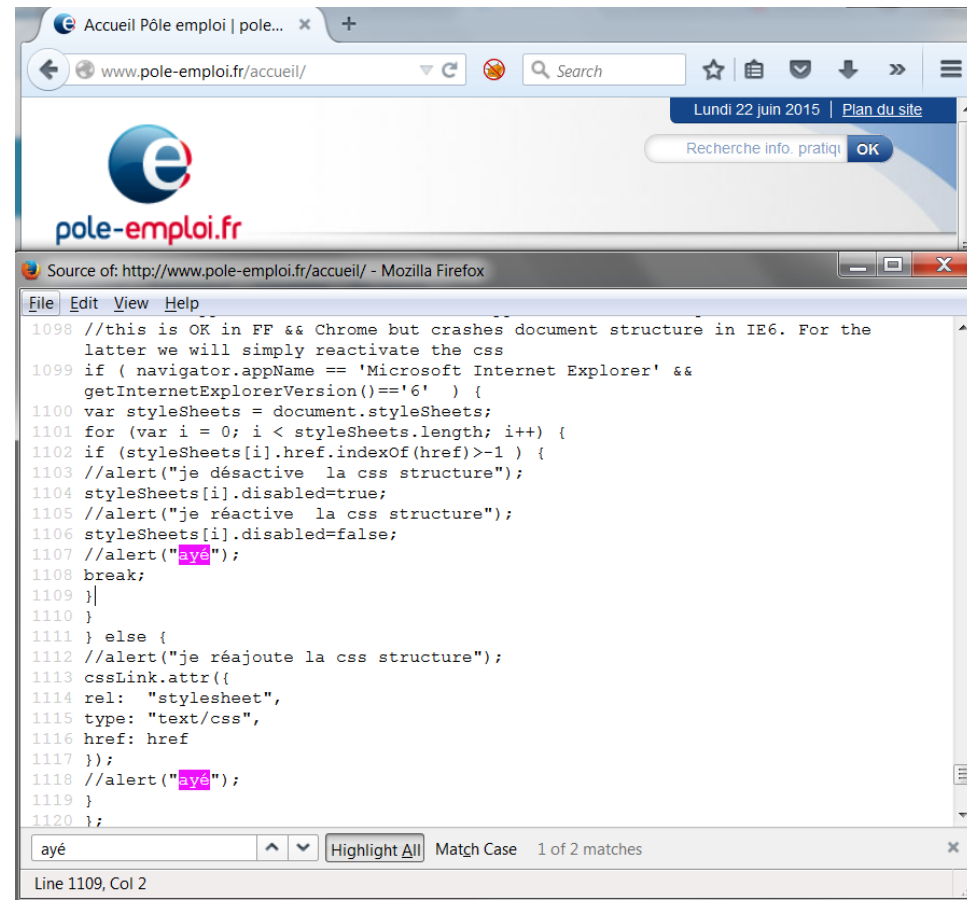 Accueil Pôle emploi | pole... × +
www.pole-emploi.fr/accueil/ Search
Lundi 22 juin 2015 | Plan du site
Recherche info. pratiqu OK
e
pole-emploi.fr
Source of: http://www.pole-emploi.fr/accueil/ - Mozilla Firefox
File Edit View Help
1098 //this is OK in FF && Chrome but crashes document structure in IE6. For the
latter we will simply reactivate the css
1099 if ( navigator.appName == 'Microsoft Internet Explorer' &&
getInternetExplorerVersion()=='6'  ) {
1100 var styleSheets = document.styleSheets;
1101 for (var i = 0; i < styleSheets.length; i++) {
1102 if (styleSheets[i].href.indexOf(href)>-1 ) {
1103 //alert("je désactive  la css structure");
1104 styleSheets[i].disabled=true;
1105 //alert("je réactive  la css structure");
1106 styleSheets[i].disabled=false;
1107 //alert("ayé");
1108 break;
1109 }
1110 }
1111 } else {
1112 //alert("je réajoute la css structure");
1113 cssLink.attr({
1114 rel:  "stylesheet",
1115 type: "text/css",
1116 href: href
1117 });
1118 //alert("ayé");
1119 }
1120 };
ayé Highlight All Match Case 1 of 2 matches
Line 1109, Col 2